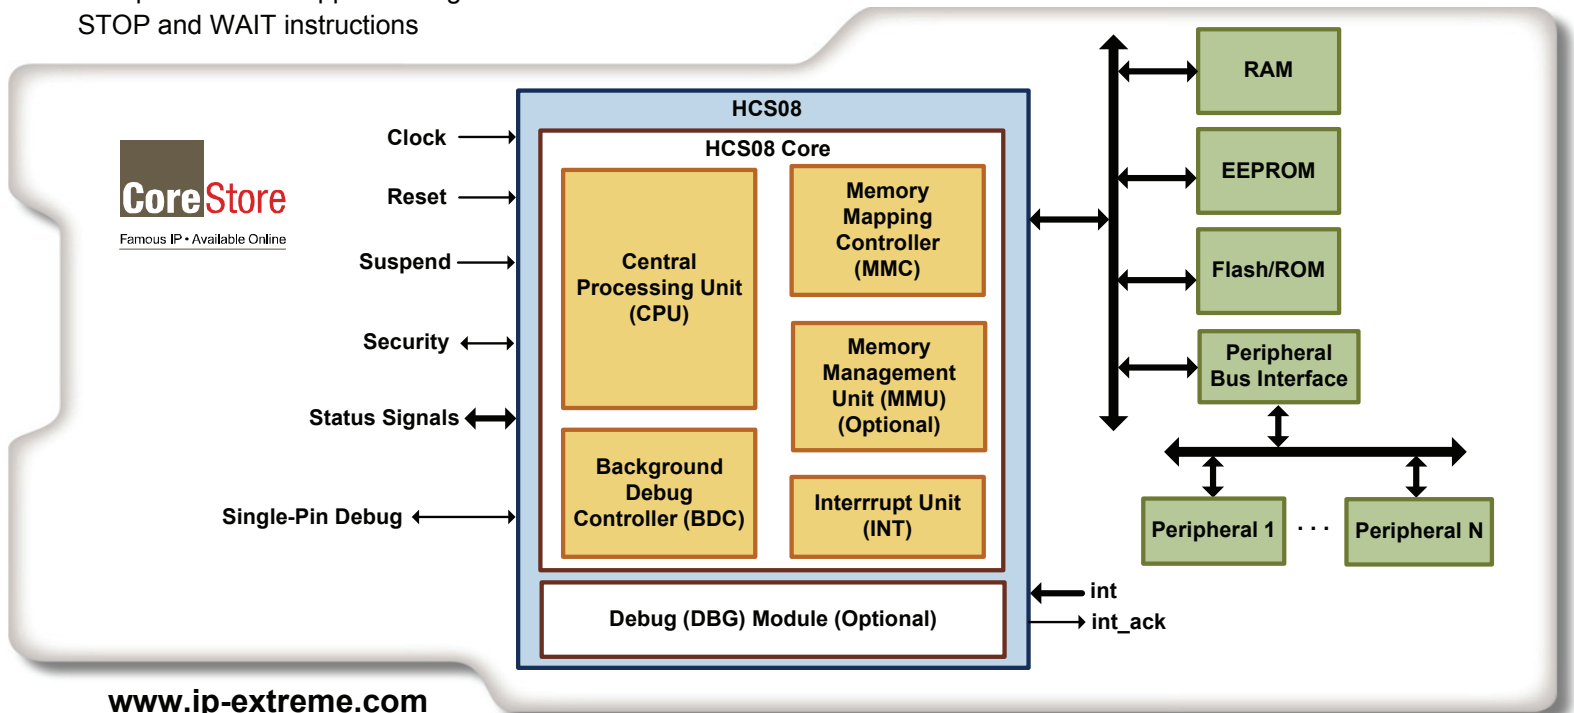 STOP and WAIT instructions
CoreStore
Famous IP • Available Online
Clock
Reset
Suspend
Security
Status Signals
Single-Pin Debug
HCS08
HCS08 Core
Central
Processing Unit
(CPU)
Memory
Mapping
Controller
(MMC)
Memory
Management
Unit (MMU)
(Optional)
Background
Debug
Controller (BDC)
Interrrupt Unit
(INT)
Debug (DBG) Module (Optional)
int
int_ack
RAM
EEPROM
Flash/ROM
Peripheral
Bus Interface
Peripheral 1
. . .
Peripheral N
www.ip-extreme.com